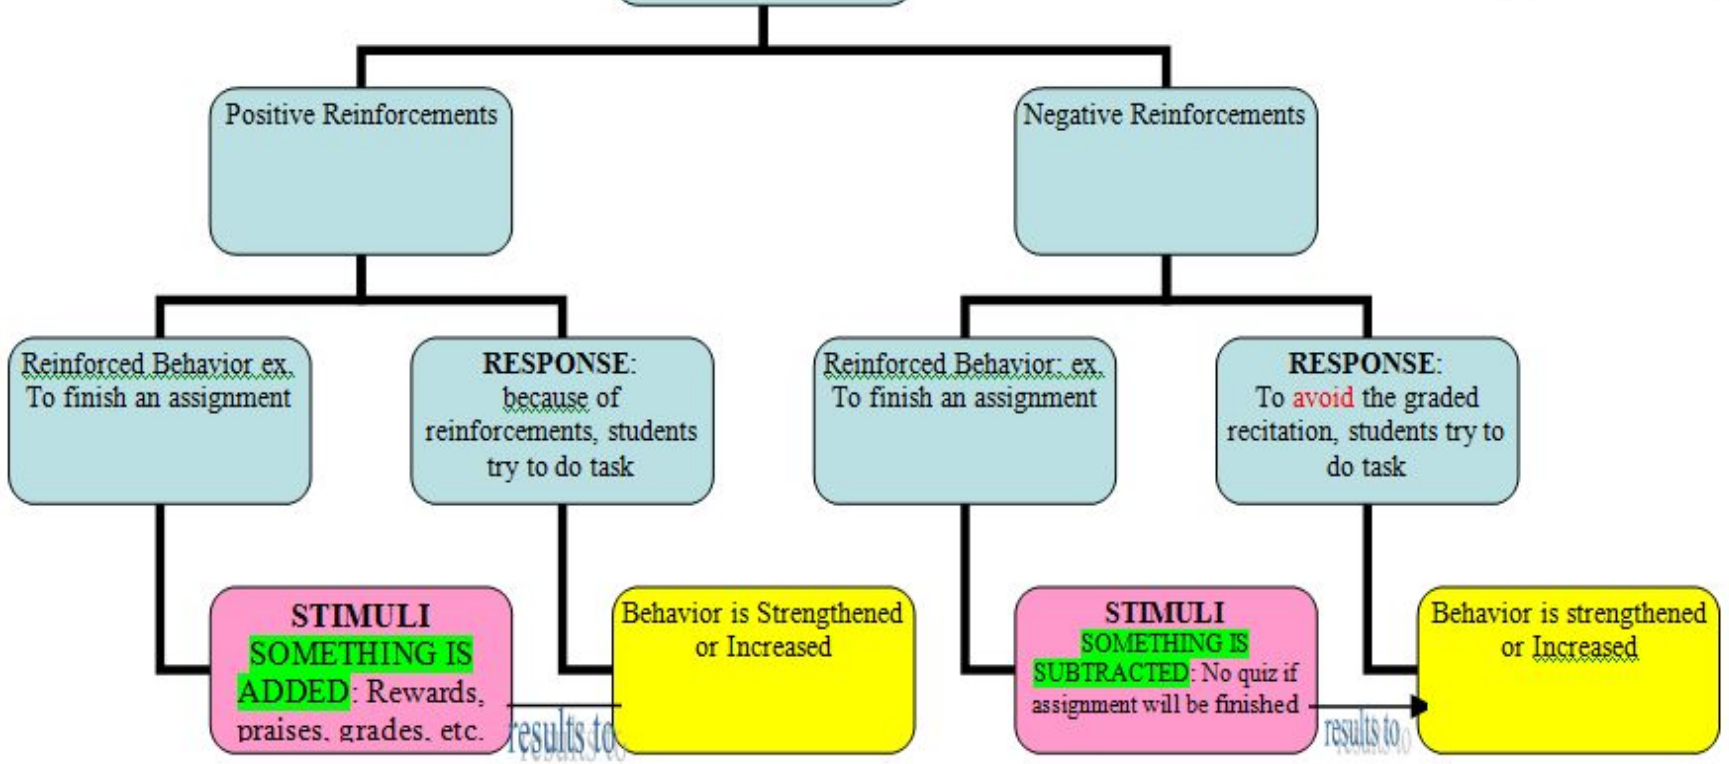 Positive Reinforcements
Negative Reinforcements
Reinforced Behavior ex.
To finish an assignment
RESPONSE:
because of
reinforcements, students
try to do task
Reinforced Behavior: ex.
To finish an assignment
RESPONSE:
To avoid the graded
recitation, students try to
do task
STIMULI
SOMETHING IS
ADDED: Rewards,
praises, grades, etc.
results to
Behavior is Strengthened
or Increased
STIMULI
SOMETHING IS
SUBTRACTED: No quiz if
assignment will be finished
results to
Behavior is strengthened
or Increased